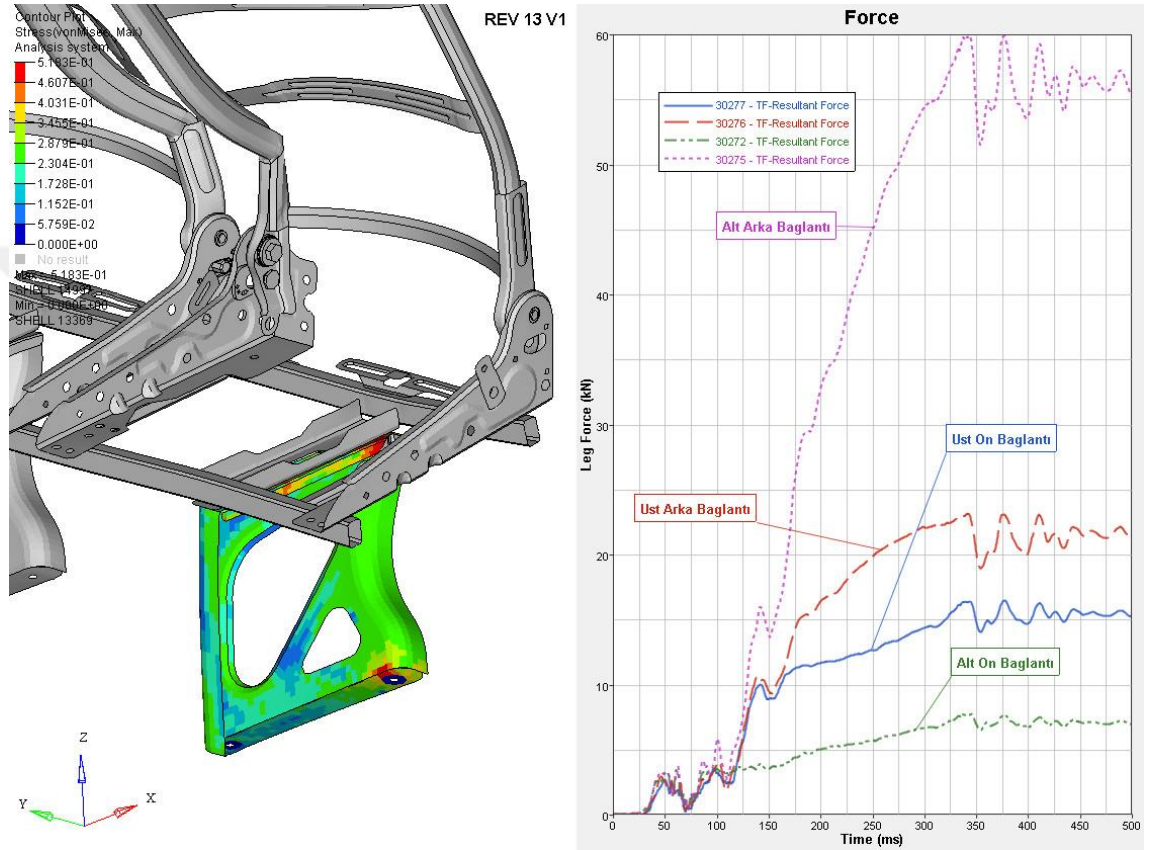 Contour Plot
Stress(vonMises, Max)
Analysis system
5.183E-01
4.607E-01
4.031E-01
3.455E-01
2.879E-01
2.304E-01
1.728E-01
1.152E-01
5.759E-02
0.000E+00
No result
Max = 5.183E-01
SHELL
Min = 0.000E+00
SHELL 13369
REV 13 V1
Z
Y
X
Force
60
50
40
30
20
10
0
Leg Force (kN)
30277 - TF-Resultant Force
30276 - TF-Resultant Force
30272 - TF-Resultant Force
30275 - TF-Resultant Force
Alt Arka Baglantı
Ust On Baglantı
Ust Arka Baglantı
Alt On Baglantı
0 50 100 150 200 250 300 350 400 450 500
Time (ms)